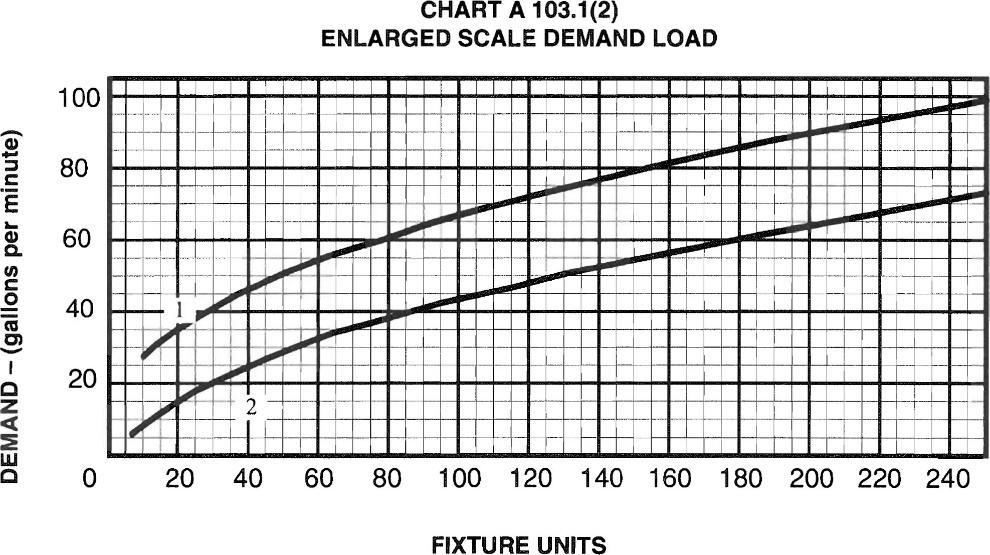 CHART A 103.1(2)
ENLARGED SCALE DEMAND LOAD
DEMAND – (gallons per minute)
100
80
60
40
20
1
2
0 20 40 60 80 100 120 140 160 180 200 220 240
FIXTURE UNITS